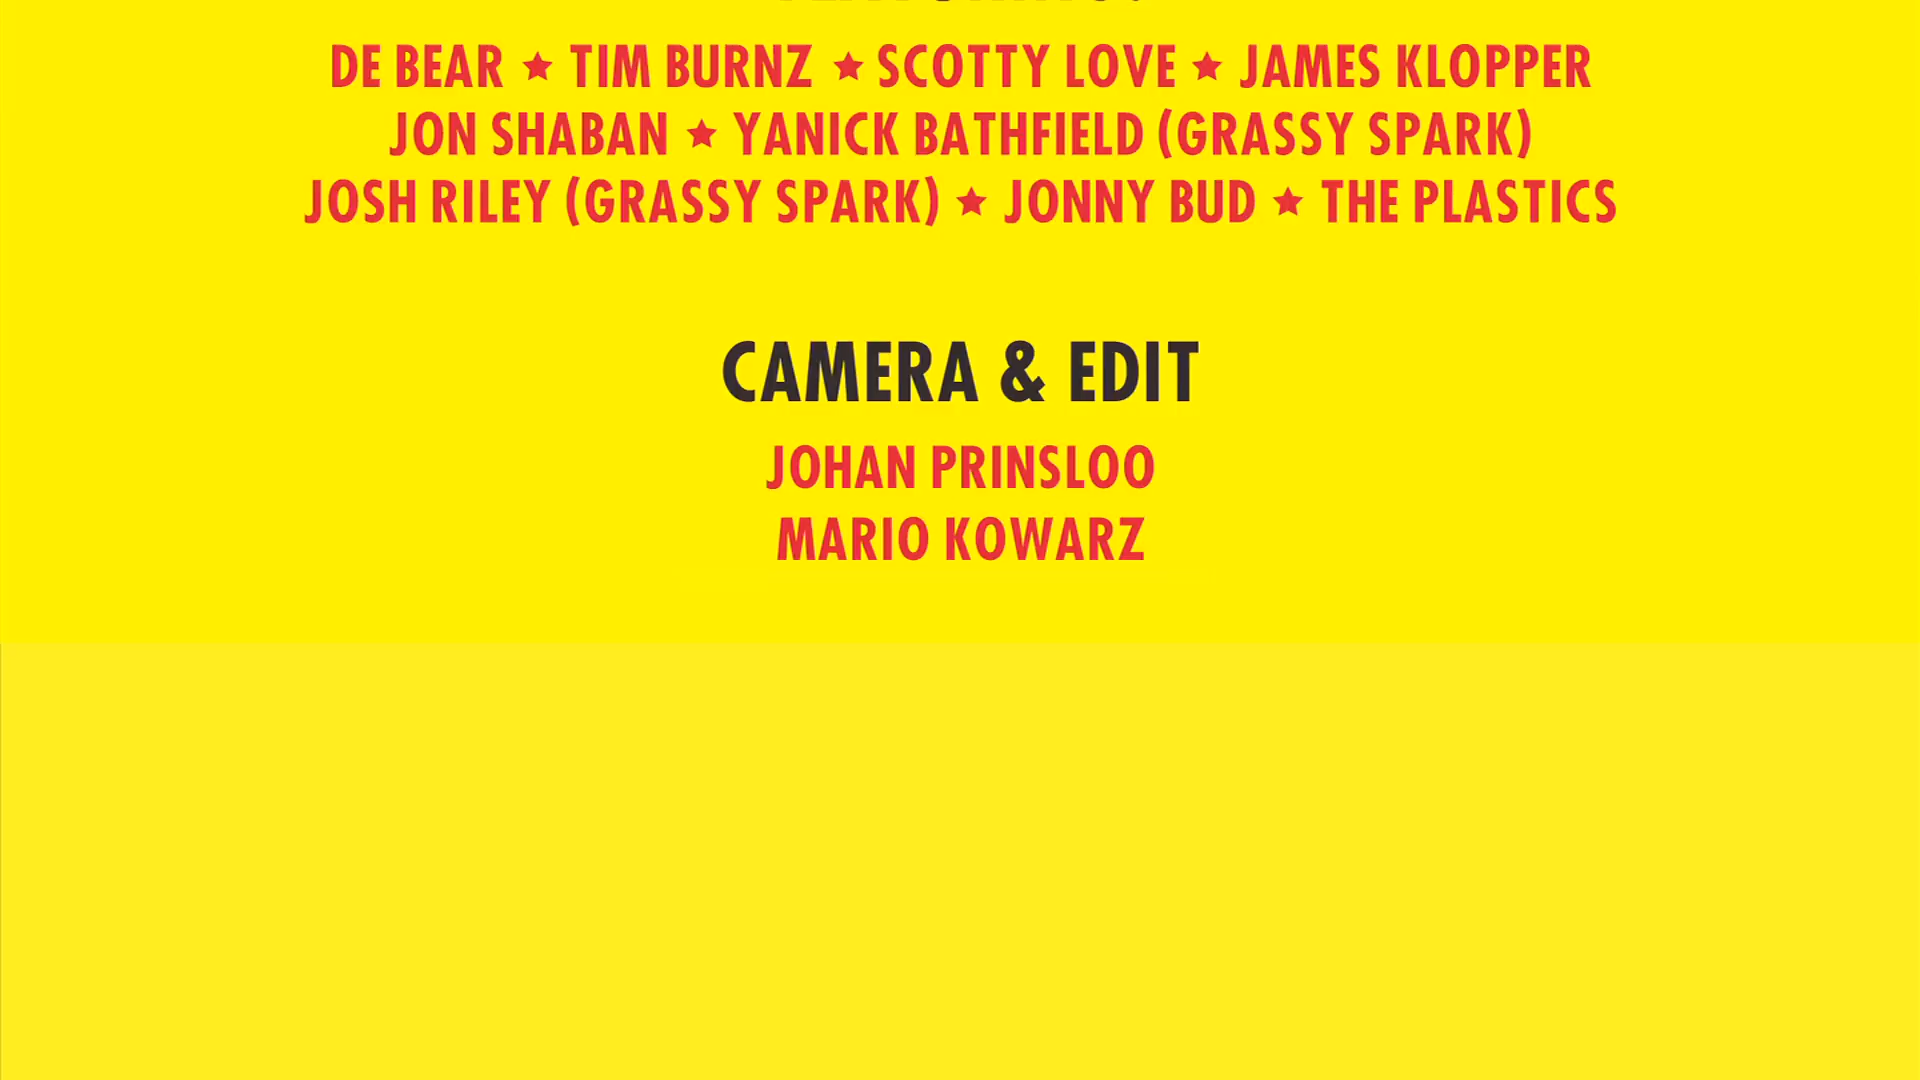 DE BEAR ★ TIM BURNZ ★ SCOTTY LOVE ★ JAMES KLOPPER
JON SHABAN ★ YANICK BATHFIELD (GRASSY SPARK)
JOSH RILEY (GRASSY SPARK) ★ JONNY BUD ★ THE PLASTICS
CAMERA & EDIT
JOHAN PRINSLOO
MARIO KOWARZ